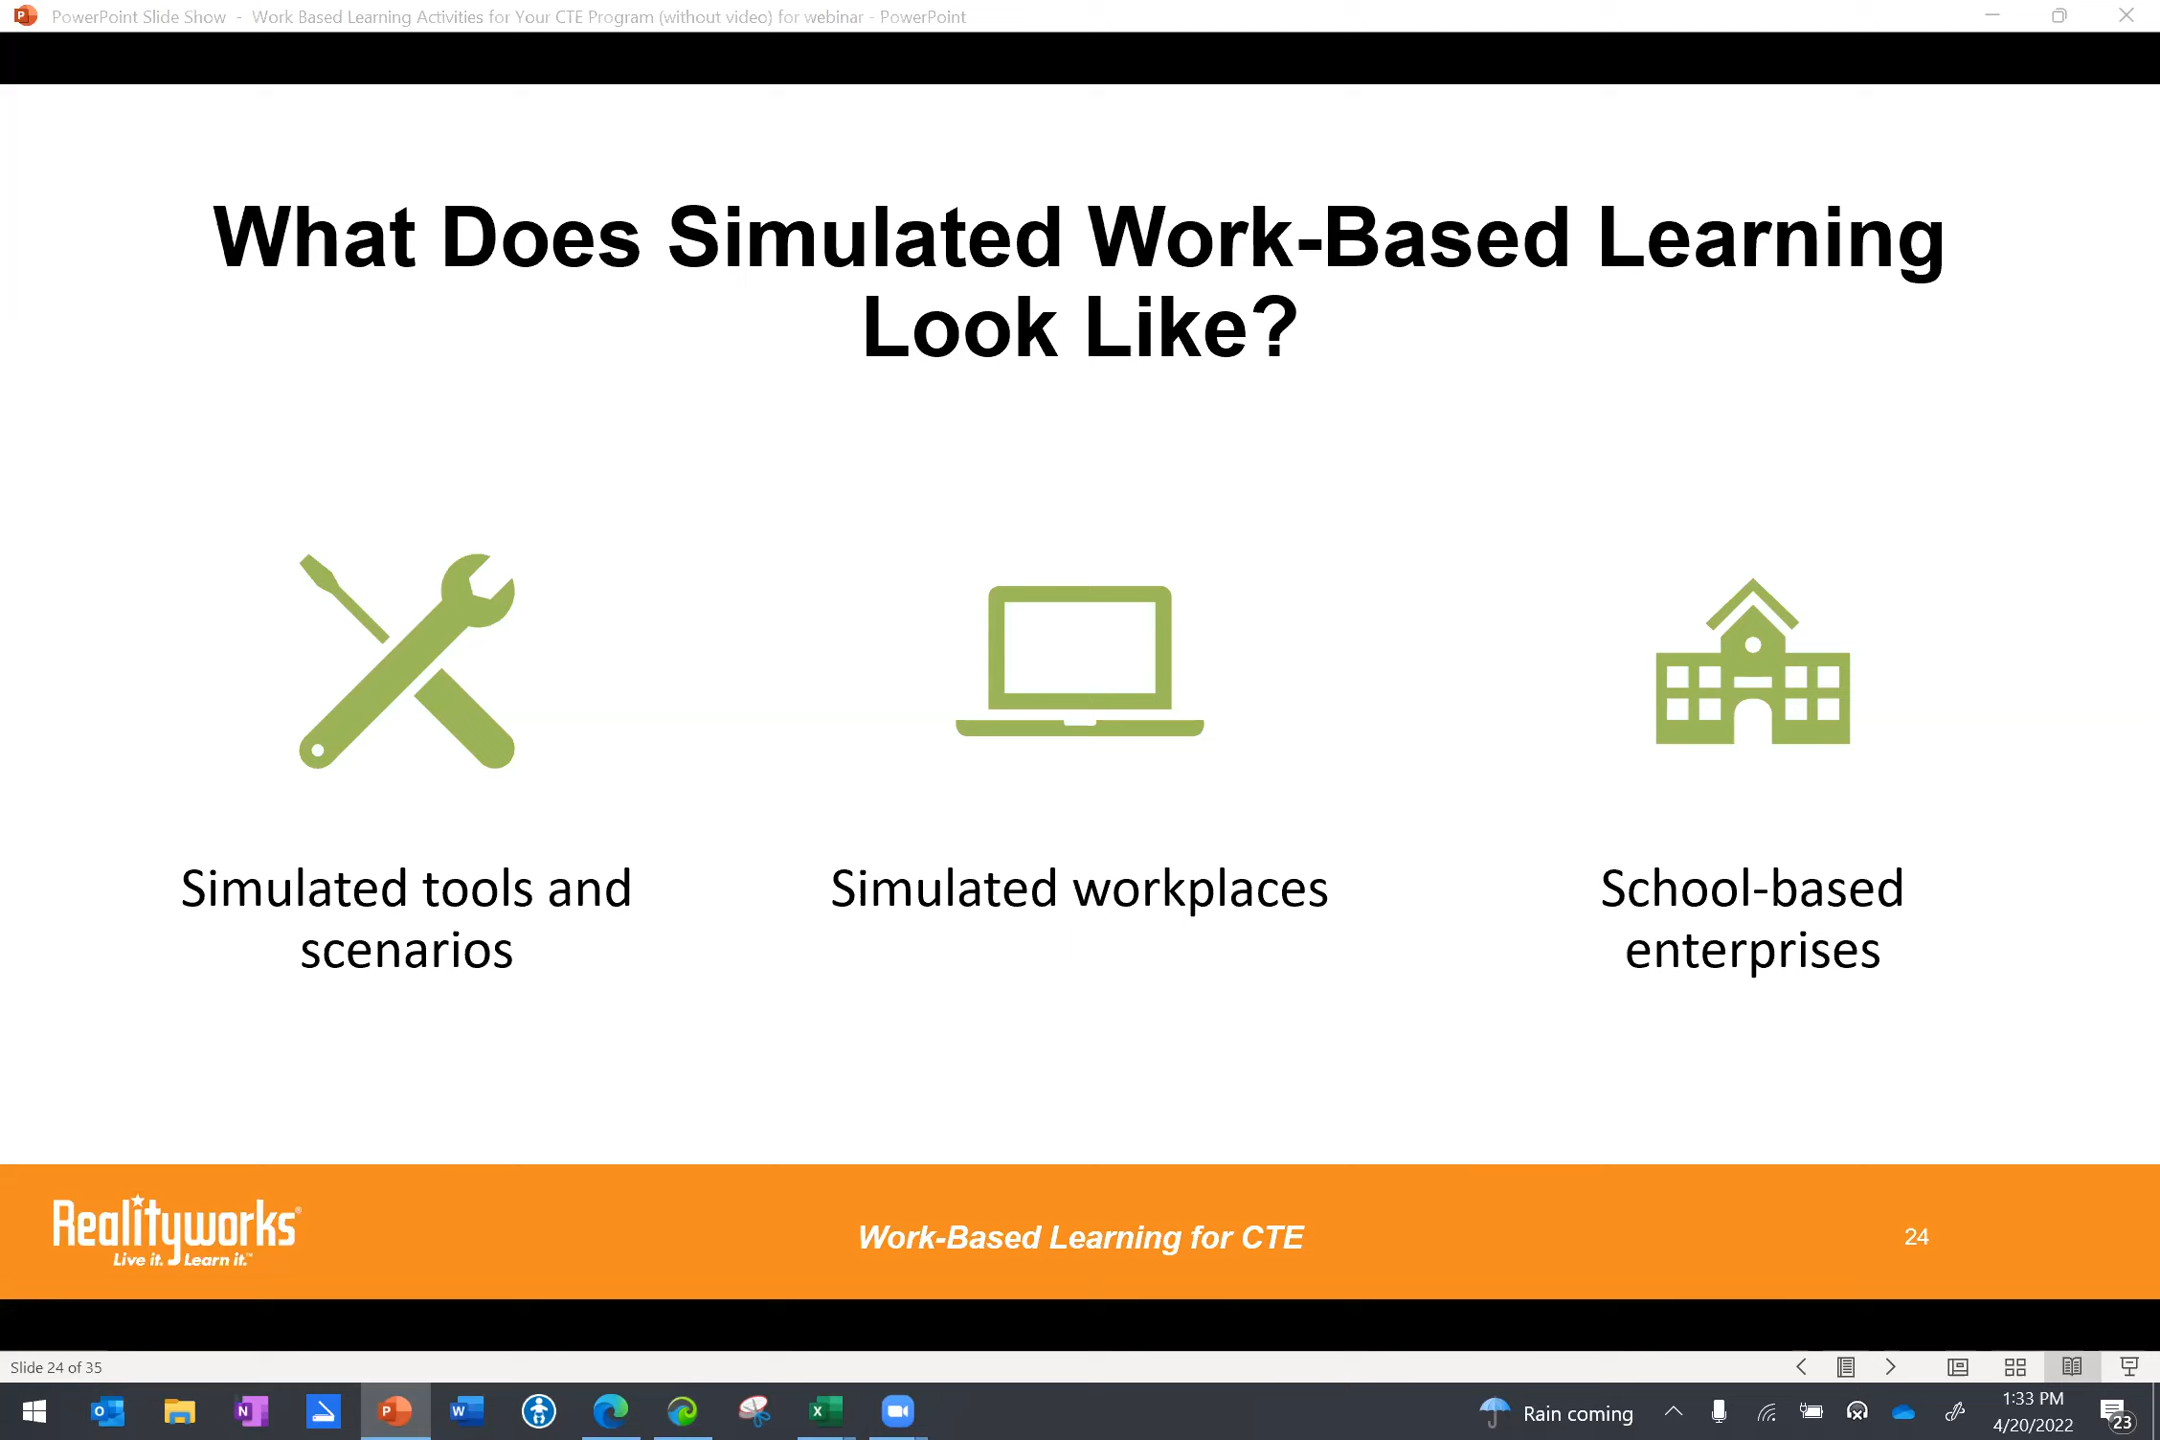 PowerPoint Slide Show - Work Based Learning Activities for Your CTE Program (without video) for webinar - PowerPoint
What Does Simulated Work-Based Learning
Look Like?
Simulated tools and
scenarios
Simulated workplaces
School-based
enterprises
Realityworks®
Live it. Learn it.™
Work-Based Learning for CTE
24
Slide 24 of 35
Rain coming
1:33 PM
4/20/2022
23